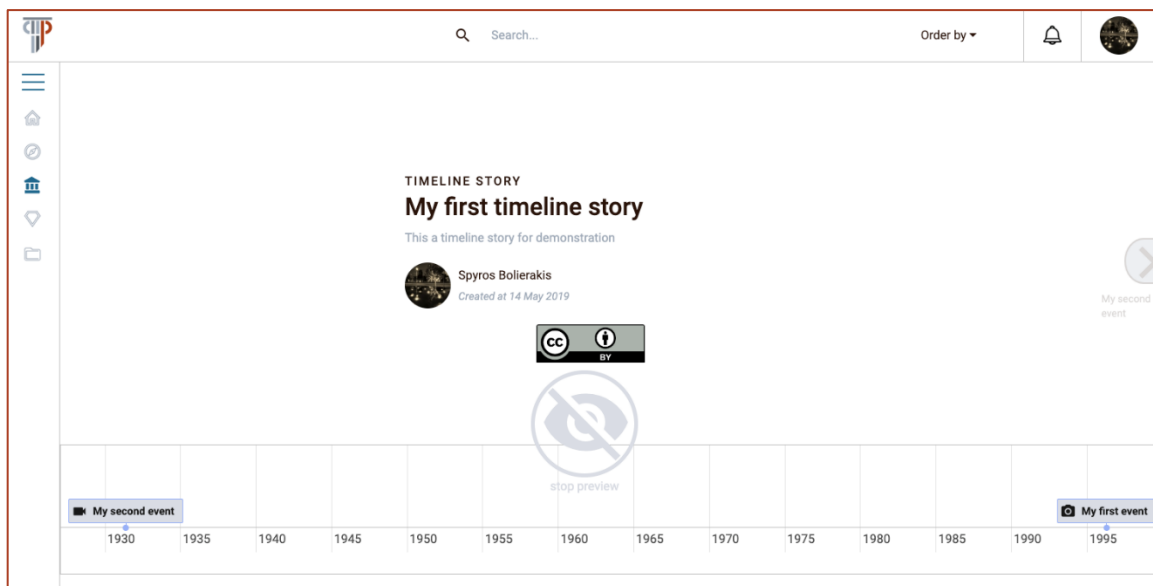 Search...
Order by
TIMELINE STORY
My first timeline story
This a timeline story for demonstration
Spyros Bolierakis
Created at 14 May 2019
My second
event
cc
BY
stop preview
My second event
My first event
1930 1935 1940 1945 1950 1955 1960 1965 1970 1975 1980 1985 1990 1995